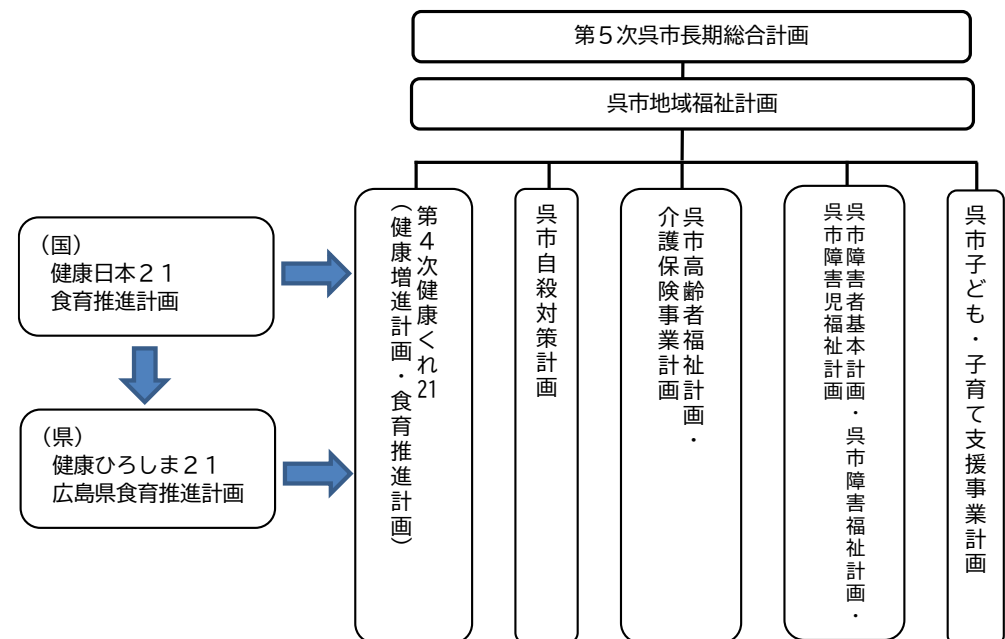 第５次呉市長期総合計画
呉市地域福祉計画
（国）
健康日本２１
食育推進計画
（県）
健康ひろしま２１
広島県食育推進計画
第４次健康くれ21
（健康増進計画・食育推進計画）
呉市自殺対策計画
呉市高齢者福祉計画・
介護保険事業計画
呉市障害者基本計画・呉市障害福祉計画・
呉市障害児福祉計画
呉市子ども・子育て支援事業計画